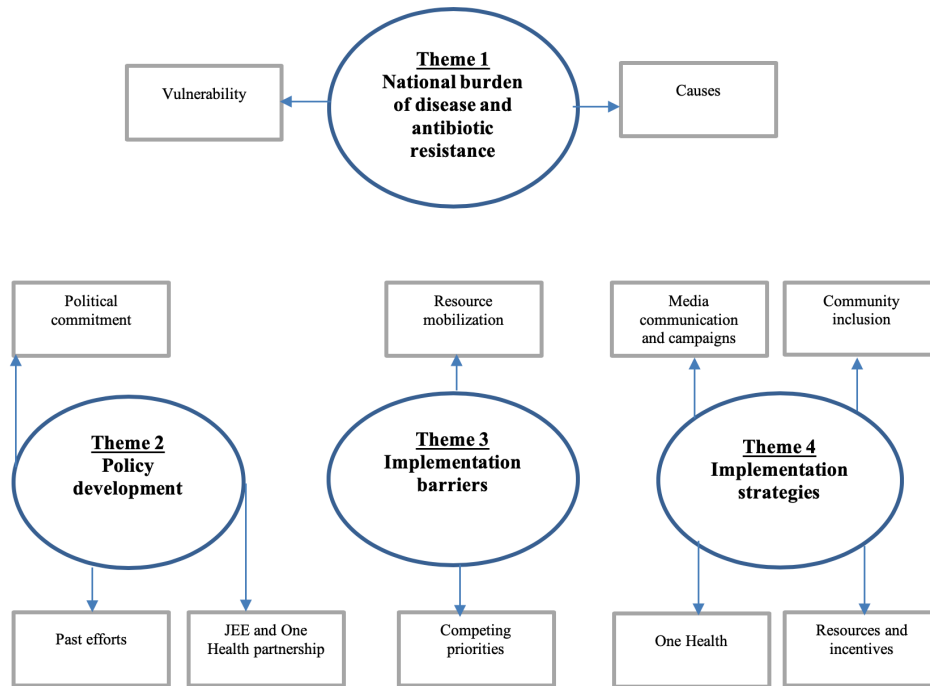 Theme 1
National burden
of disease and
antibiotic
resistance
Vulnerability
Causes
Political
commitment
Resource
mobilization
Media
communication
and campaigns
Community
inclusion
Theme 2
Policy
development
Theme 3
Implementation
barriers
Theme 4
Implementation
strategies
Past efforts
JEE and One
Health partnership
Competing
priorities
One Health
Resources and
incentives